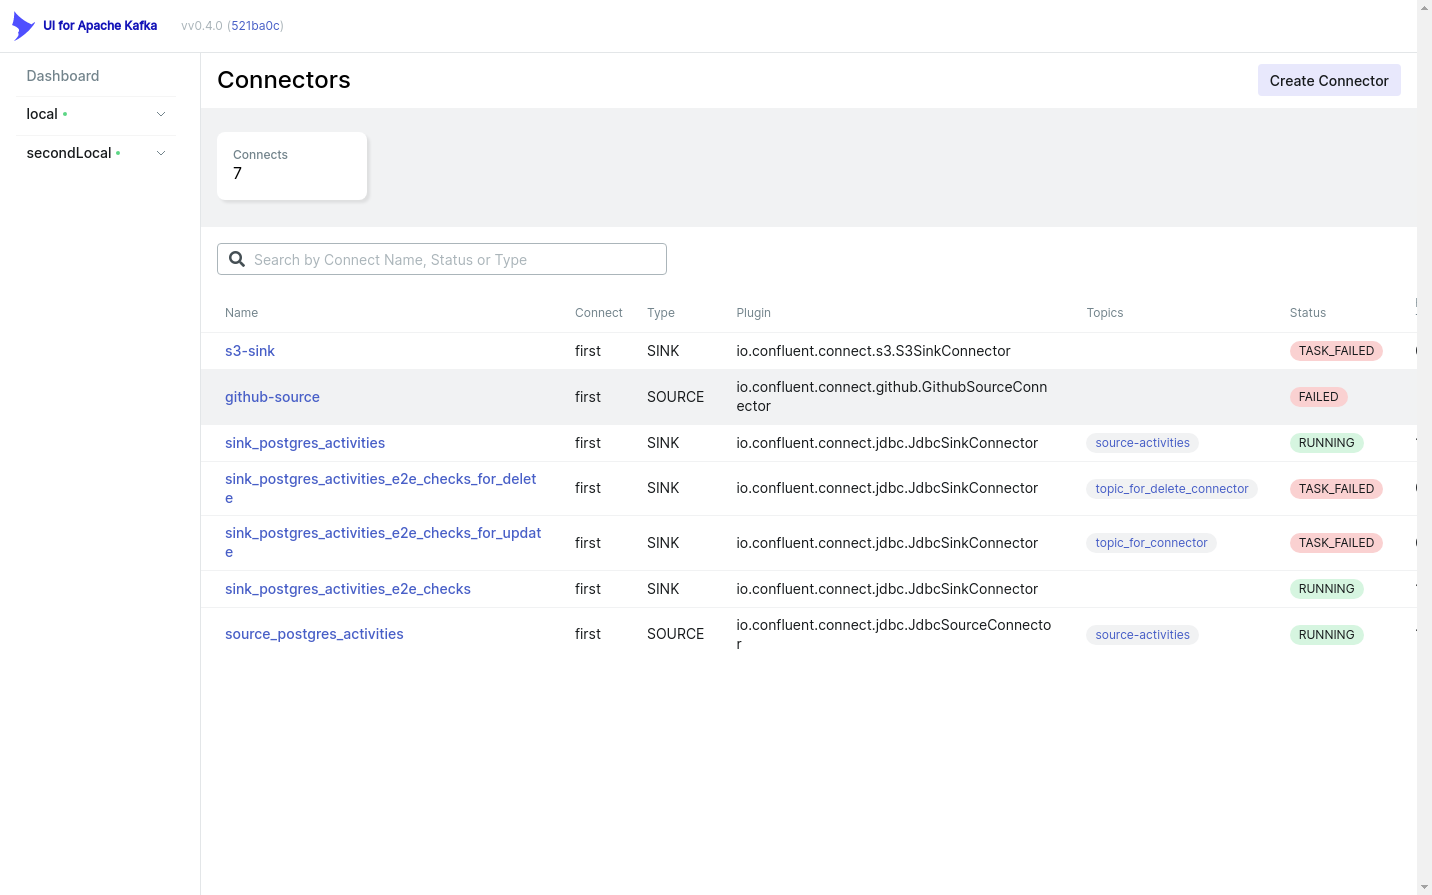 UI for Apache Kafka
vv0.4.0 (521ba0c)
Dashboard
local
secondLocal
Connectors
Create Connector
Connects
7
Search by Connect Name, Status or Type
Name Connect Type Plugin Topics Status
s3-sink first SINK io.confluent.connect.s3.S3SinkConnector TASK_FAILED
github-source first SOURCE io.confluent.connect.github.GithubSourceConn
ector FAILED
sink_postgres_activities first SINK io.confluent.connect.jdbc.JdbcSinkConnector source-activities RUNNING
sink_postgres_activities_e2e_checks_for_delet
e first SINK io.confluent.connect.jdbc.JdbcSinkConnector topic_for_delete_connector TASK_FAILED
sink_postgres_activities_e2e_checks_for_updat
e first SINK io.confluent.connect.jdbc.JdbcSinkConnector topic_for_connector TASK_FAILED
sink_postgres_activities_e2e_checks first SINK io.confluent.connect.jdbc.JdbcSinkConnector RUNNING
source_postgres_activities first SOURCE io.confluent.connect.jdbc.JdbcSourceConnecto
r source-activities RUNNING